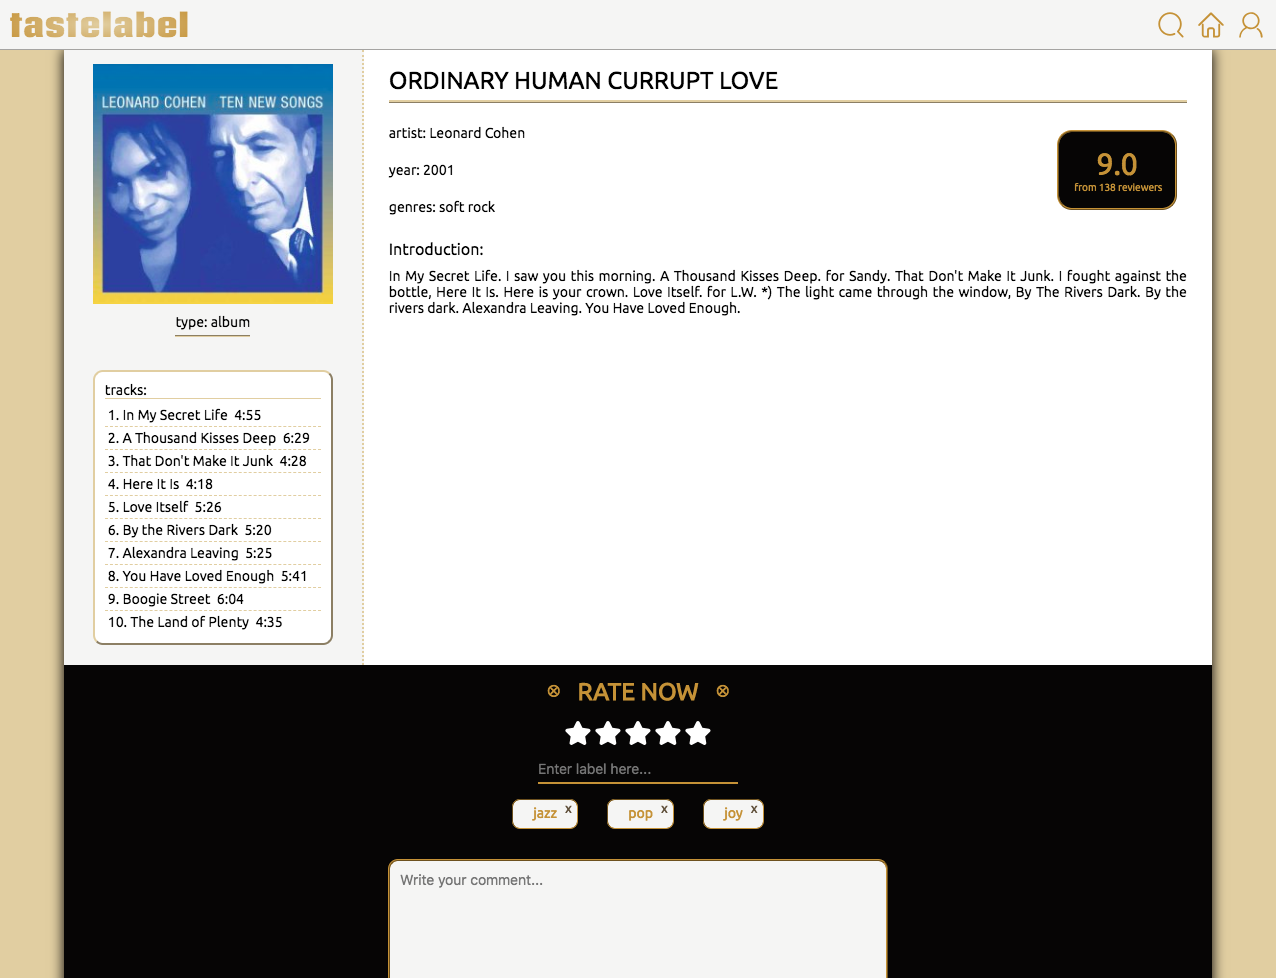 tastelabel
LEONARD COHEN TEN NEW SONGS
type: album
tracks:
1. In My Secret Life 4:55
2. A Thousand Kisses Deep 6:29
3. That Don't Make It Junk 4:28
4. Here It Is 4:18
5. Love Itself 5:26
6. By the Rivers Dark 5:20
7. Alexandra Leaving 5:25
8. You Have Loved Enough 5:41
9. Boogie Street 6:04
10. The Land of Plenty 4:35
ORDINARY HUMAN CURRUPT LOVE
artist: Leonard Cohen
year: 2001
genres: soft rock
9.0
from 138 reviewers
Introduction:
In My Secret Life. I saw you this morning. A Thousand Kisses Deep. for Sandy. That Don't Make It Junk. I fought against the
bottle, Here It Is. Here is your crown. Love Itself. for L.W. *) The light came through the window, By The Rivers Dark. By the
rivers dark. Alexandra Leaving. You Have Loved Enough.
⊗ RATE NOW ⊗
Enter label here...
jazz x pop x joy x
Write your comment...